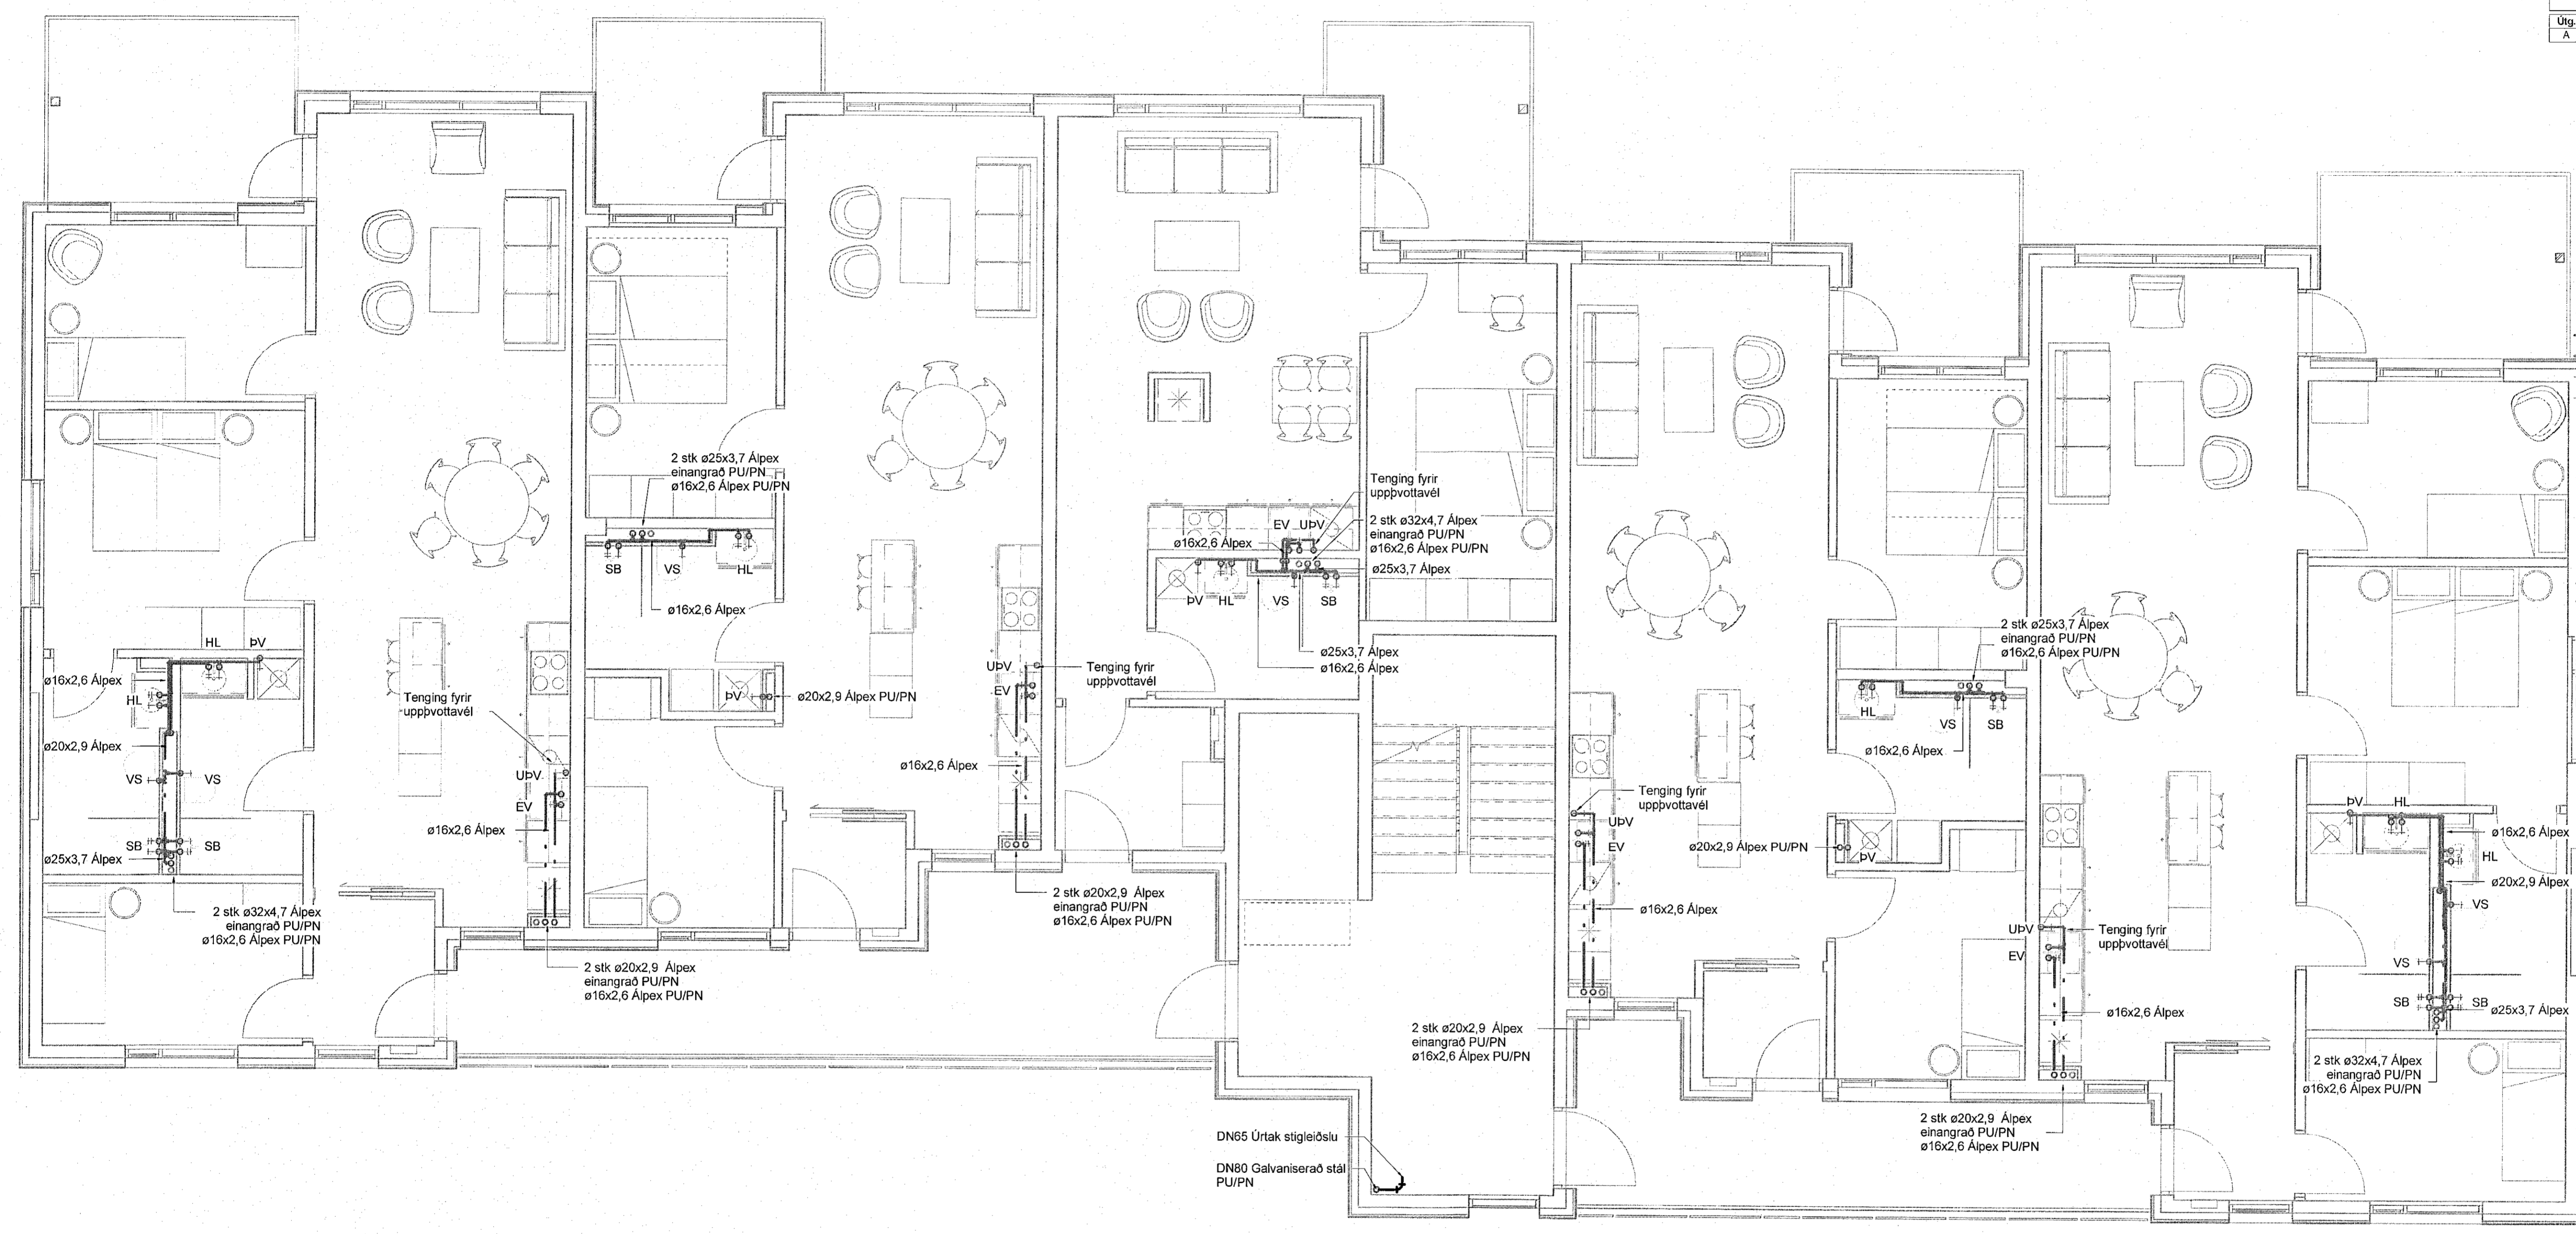 Útg.
A
2 stk ø25x3,7 Álpex
einangrað PU/PN
ø16x2,6 Álpex PU/PN
SB
VS
HL
ø16x2,6 Álpex
Tenging fyrir
uppþvottavél
EV
UÞV
ø16x2,6 Álpex
2 stk ø32x4,7 Álpex
einangrað PU/PN
ø16x2,6 Álpex PU/PN
ø25x3,7 Álpex
ÞV
HL
VS
SB
ø25x3,7 Álpex
ø16x2,6 Álpex
HL
ÞV
ø16x2,6 Álpex
HL
ø20x2,9 Álpex
VS
VS
SB
SB
ø25x3,7 Álpex
2 stk ø32x4,7 Álpex
einangrað PU/PN
ø16x2,6 Álpex PU/PN
Tenging fyrir
uppþvottavél
UÞV
EV
ø16x2,6 Álpex
2 stk ø20x2,9 Álpex
einangrað PU/PN
ø16x2,6 Álpex PU/PN
ÞV
ø20x2,9 Álpex PU/PN
UÞV
EV
Tenging fyrir
uppþvottavél
ø16x2,6 Álpex
2 stk ø20x2,9 Álpex
einangrað PU/PN
ø16x2,6 Álpex PU/PN
2 stk ø25x3,7 Álpex
einangrað PU/PN
ø16x2,6 Álpex PU/PN
HL
VS
SB
ø16x2,6 Álpex
Tenging fyrir
uppþvottavél
UÞV
EV
ø20x2,9 Álpex PU/PN
ÞV
ø16x2,6 Álpex
2 stk ø20x2,9 Álpex
einangrað PU/PN
ø16x2,6 Álpex PU/PN
ÞV
HL
ø16x2,6 Álpex
HL
ø20x2,9 Álpex
VS
VS
SB
SB
ø25x3,7 Álpex
UÞV
Tenging fyrir
uppþvottavél
EV
ø16x2,6 Álpex
2 stk ø32x4,7 Álpex
einangrað PU/PN
ø16x2,6 Álpex PU/PN
2 stk ø20x2,9 Álpex
einangrað PU/PN
ø16x2,6 Álpex PU/PN
DN65 Úrtak stigleiðslu
DN80 Galvaniserað stál
PU/PN